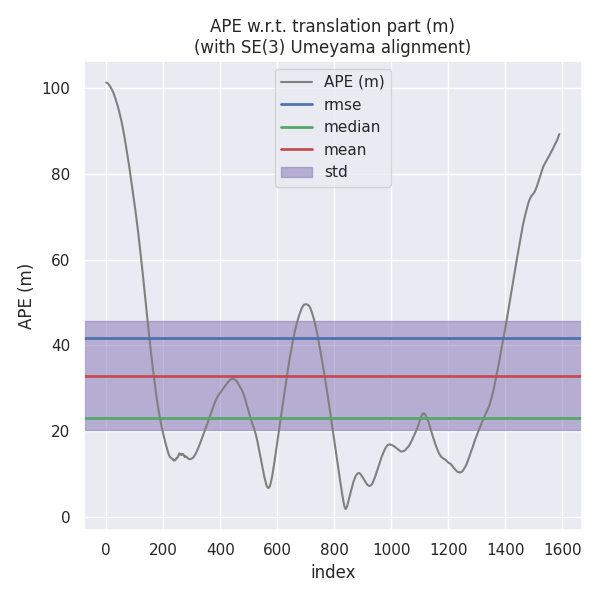 APE w.r.t. translation part (m)
(with SE(3) Umeyama alignment)
APE (m)
rmse
median
mean
std
APE (m)
100
80
60
40
20
0
0 200 400 600 800 1000 1200 1400 1600
index